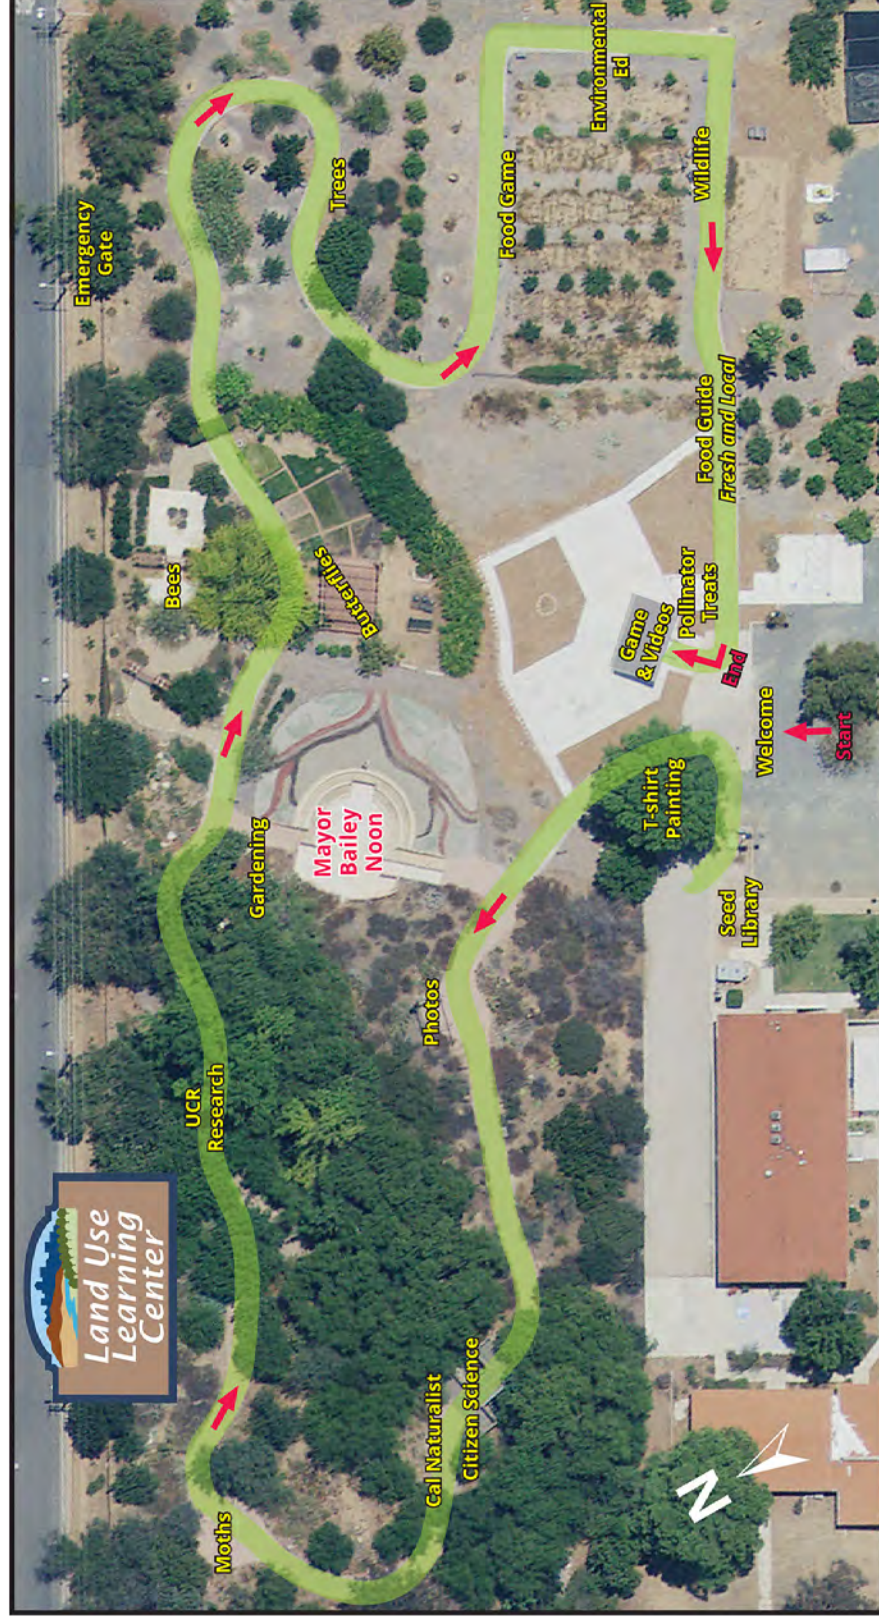 Land Use
Learning
Center
Emergency
Gate
Moths
UCR
Research
Gardening
Bees
Butterflies
Trees
Mayor
Bailey
Noon
Cal Naturalist
Citizen Science
Photos
Food Game
Environmental
Ed
Wildlife
Food Guide
Fresh and Local
Pollinator
Treats
Game
& Videos
End
T-shirt
Painting
Seed
Library
Welcome
Start
N